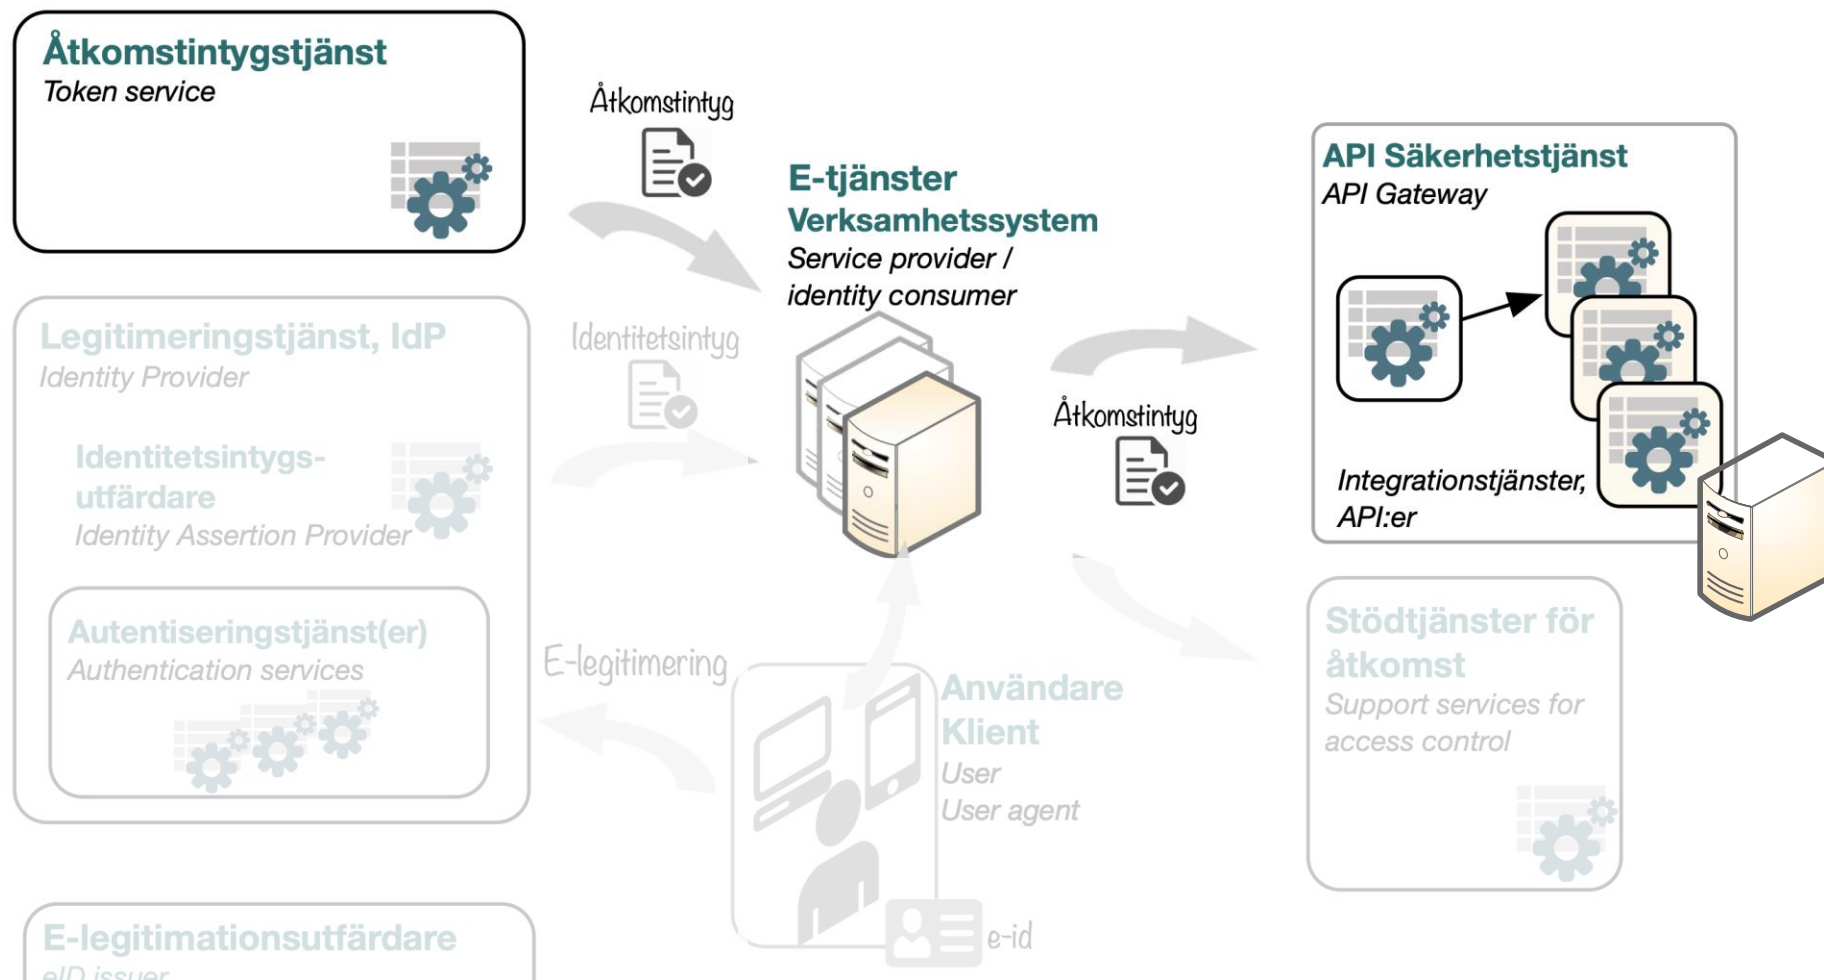 Åtkomstintygstjänst
Token service
Åtkomstintyg
E-tjänster
Verksamhetssystem
Service provider /
identity consumer
API Säkerhetstjänst
API Gateway
Integrationstjänster,
API:er
Legitimeringstjänst, IdP
Identity Provider
Identitetsintyg
Identitetsintygs-
utfärdare
Identity Assertion Provider
Åtkomstintyg
Autentiseringstjänst(er)
Authentication services
E-legitimering
Användare
Klient
User
User agent
e-id
Stödtjänster för
åtkomst
Support services for
access control
E-legitimationsutfärdare
eID issuer